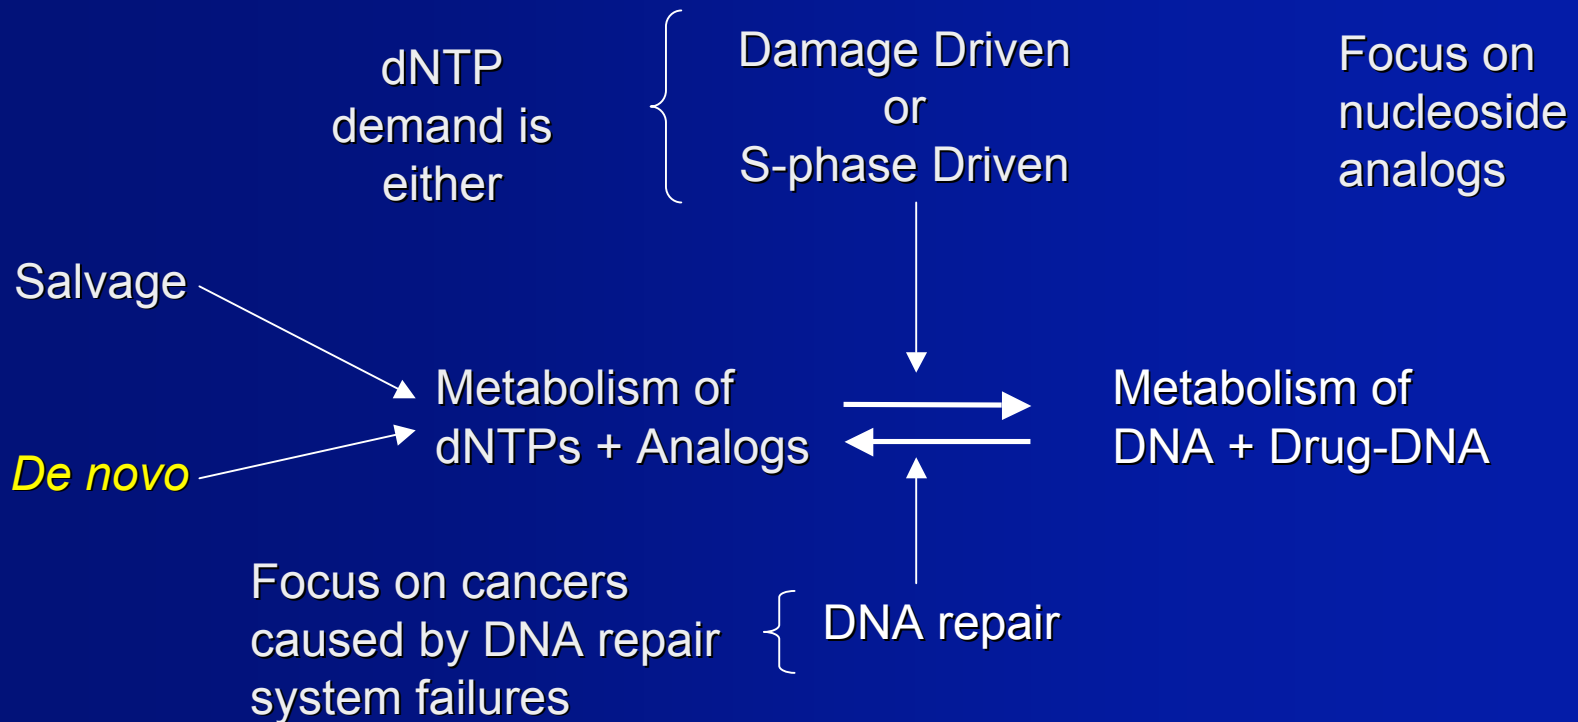 dNTP
demand is
either
Damage Driven
or
S-phase Driven
Focus on
nucleoside
analogs
Salvage
De novo
Metabolism of
dNTPs + Analogs
Metabolism of
DNA + Drug-DNA
Focus on cancers
caused by DNA repair
system failures
DNA repair